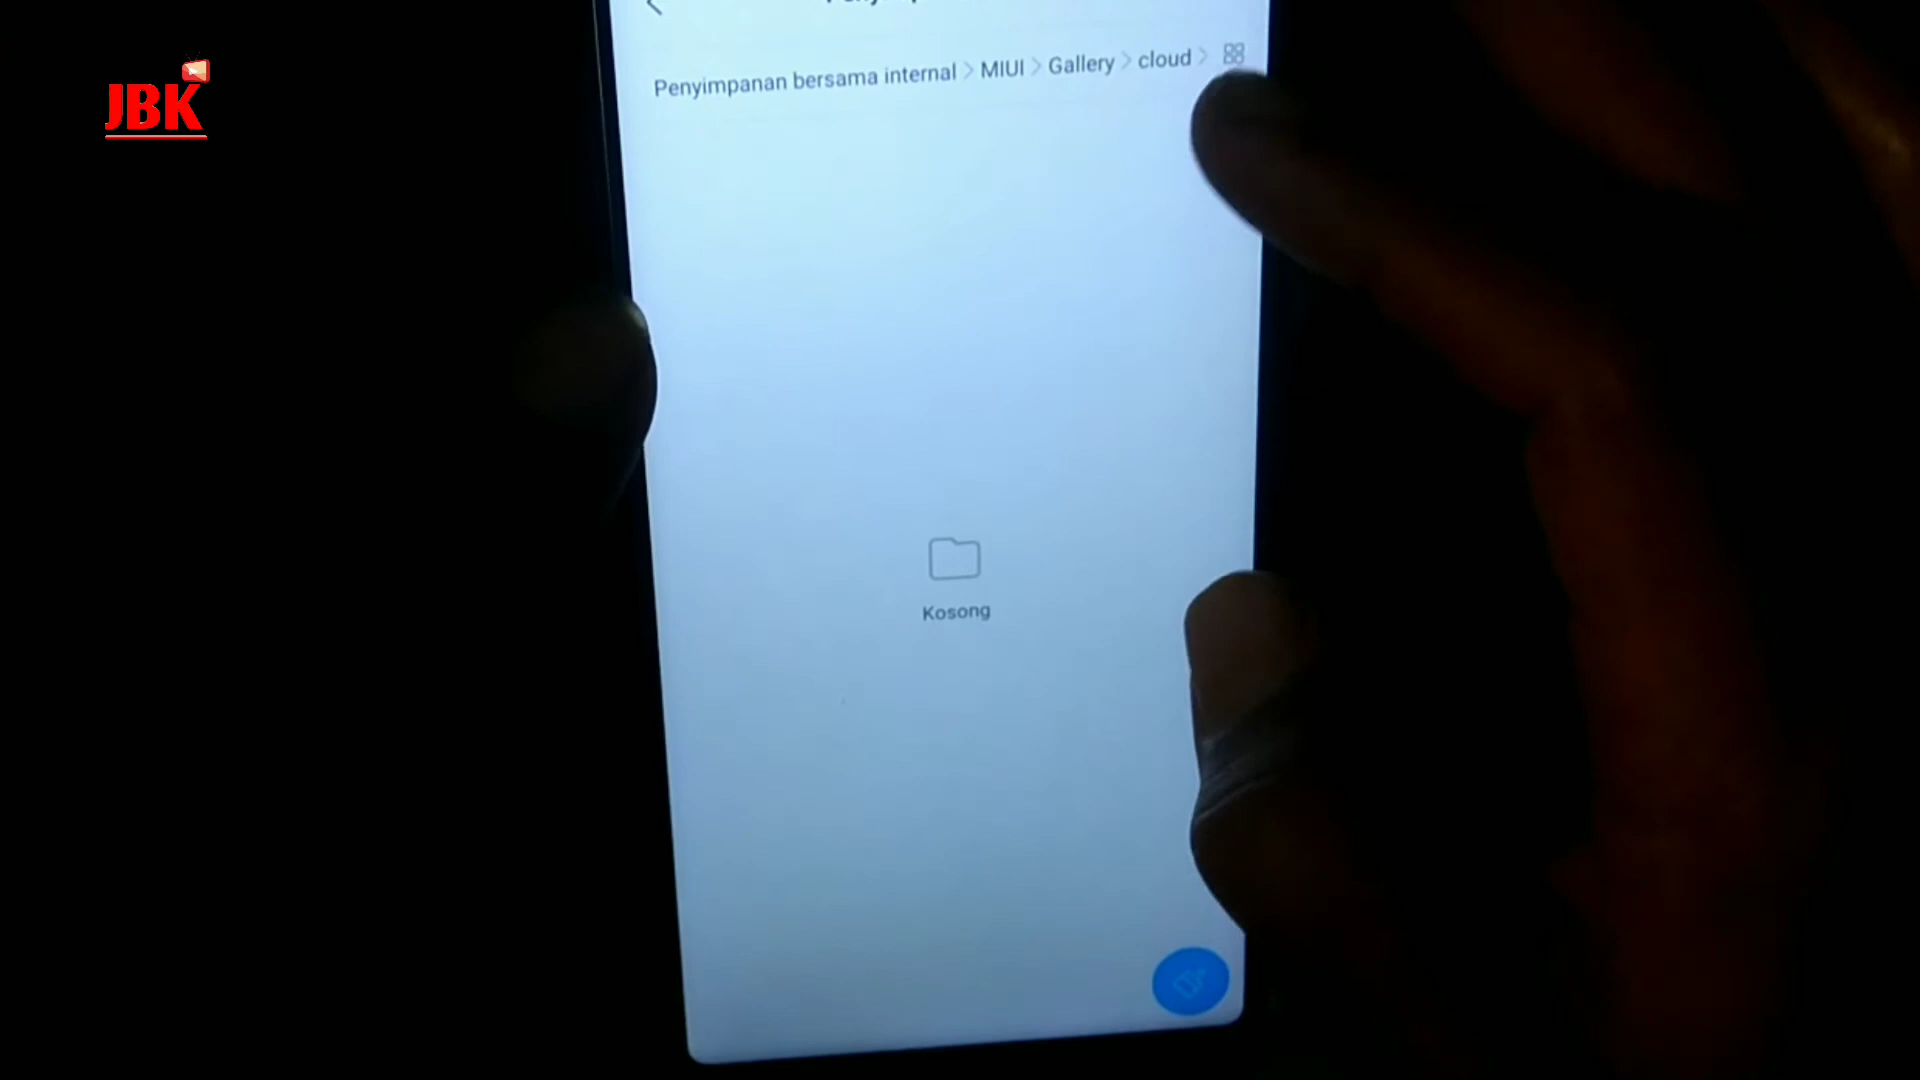 JBK
Penyimpanan bersama internal > MIUI > Gallery > cloud >
Kosong